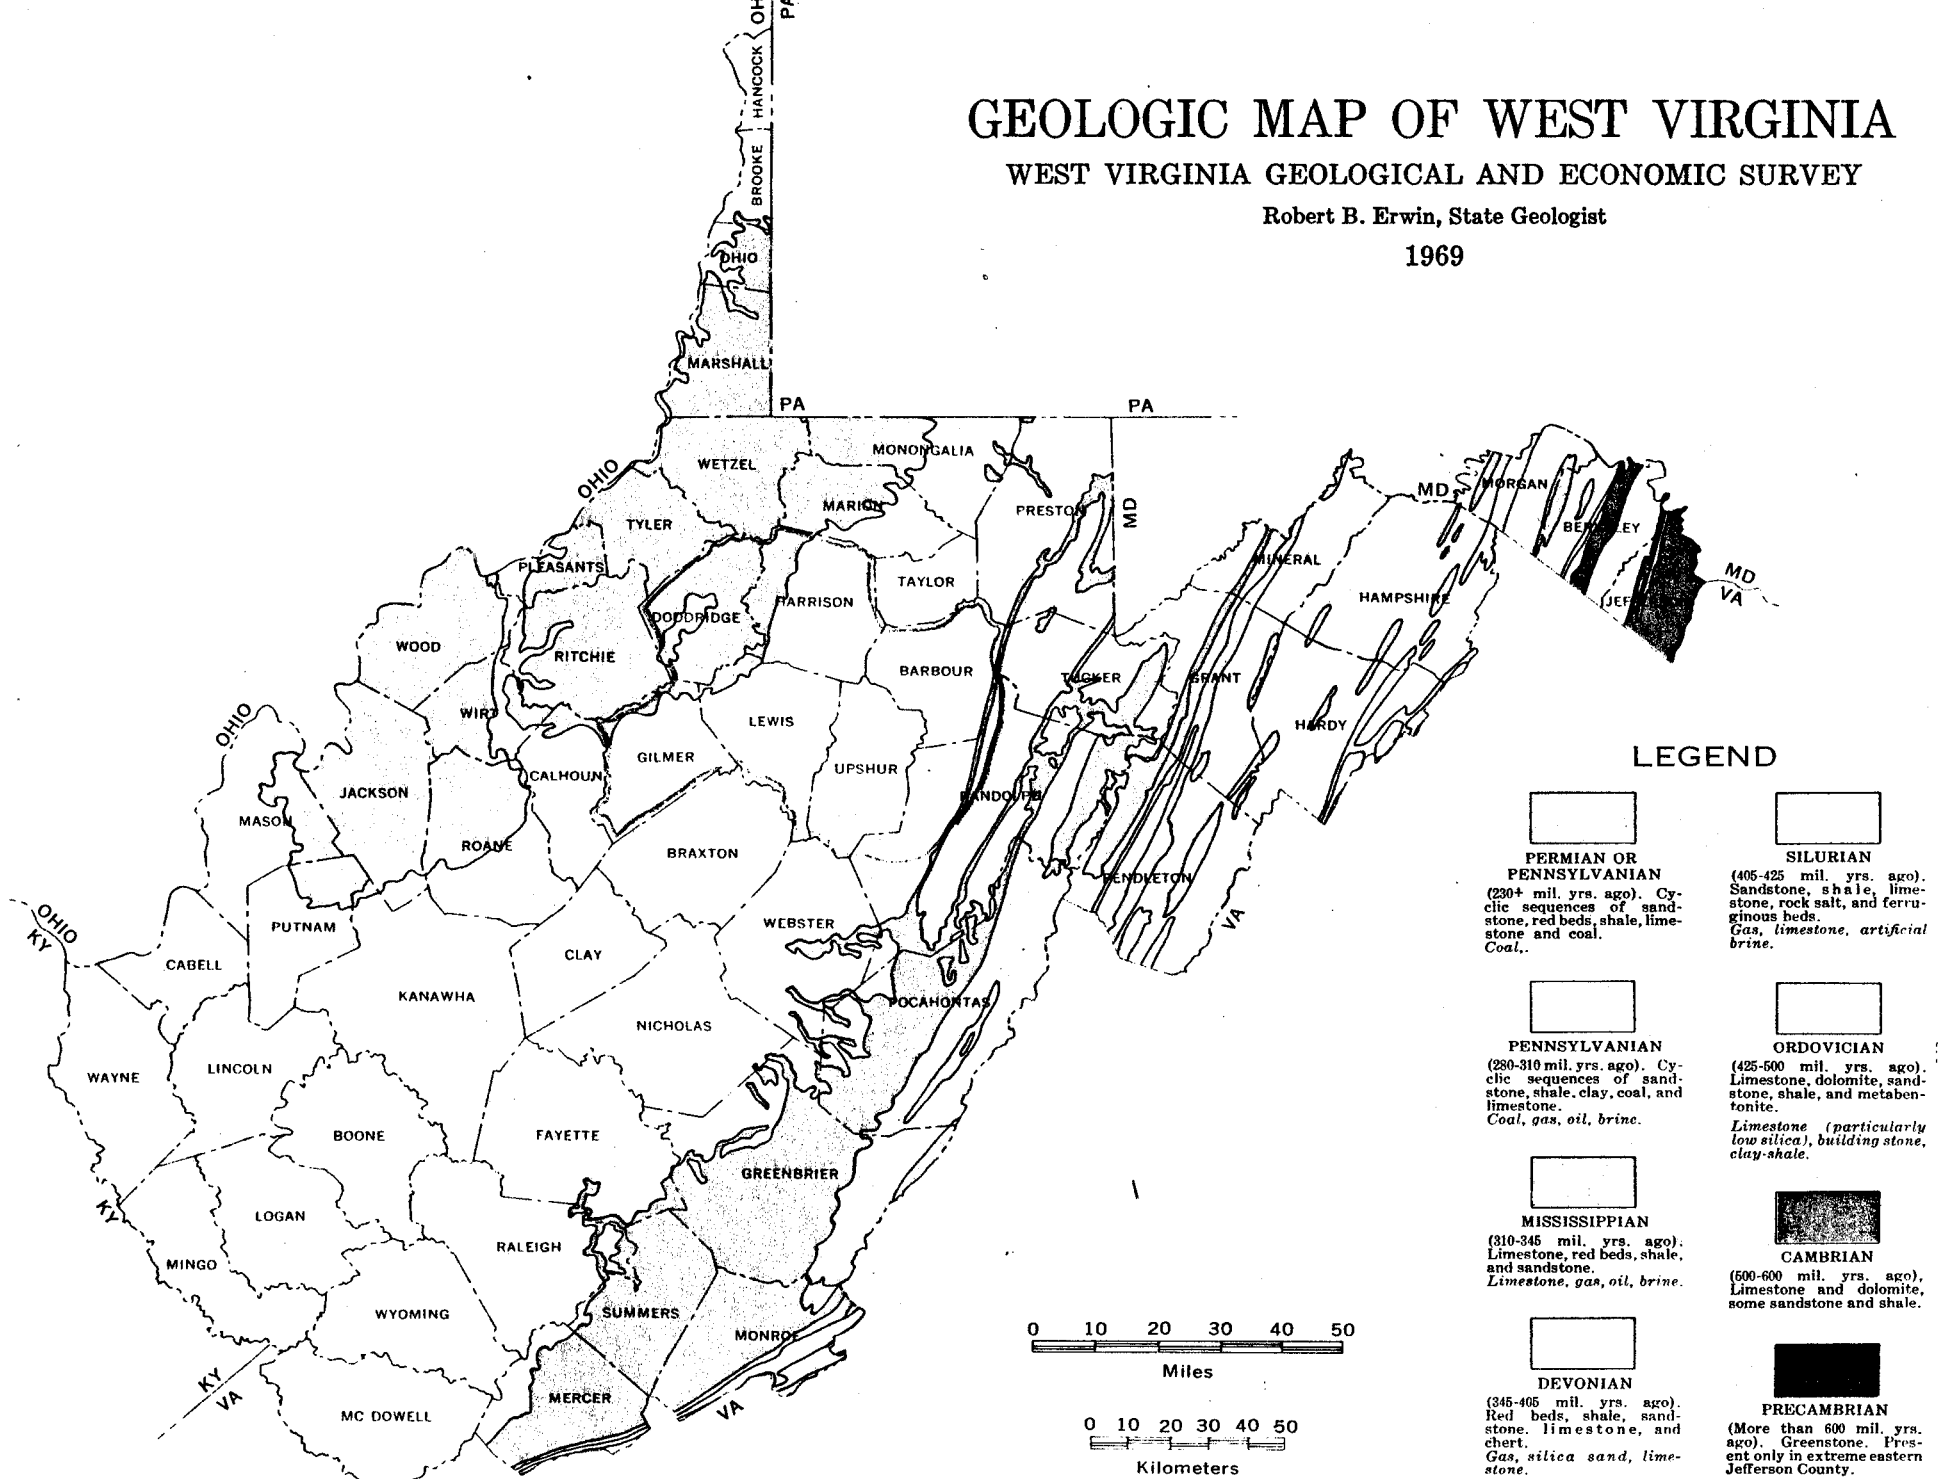 OH
PA
HANCOCK
BROOKE
GEOLOGIC MAP OF WEST VIRGINIA
WEST VIRGINIA GEOLOGICAL AND ECONOMIC SURVEY
Robert B. Erwin, State Geologist
1969
OHIO
MARSHALL
PA
PA
OHIO
WETZEL
MONONGALIA
MARION
PRESTON
MD
TYLER
PLEASANTS
DODDRIDGE
HARRISON
TAYLOR
MD
MORGAN
BERKELEY
MINERAL
HAMPSHIRE
JEF
MD
VA
WOOD
RITCHIE
BARBOUR
TUCKER
GRANT
HARDY
OHIO
WIRT
LEWIS
GILMER
UPSHUR
CALHOUN
JACKSON
RANDOLPH
MASON
ROANE
BRAXTON
PENDLETON
VA
OHIO
KY
PUTNAM
WEBSTER
CABELL
CLAY
KANAWHA
POCAHONTAS
NICHOLAS
WAYNE
LINCOLN
BOONE
FAYETTE
GREENBRIER
KY
LOGAN
RALEIGH
MINGO
WYOMING
SUMMERS
MONROE
KY
VA
MC DOWELL
MERCER
VA
0 10 20 30 40 50
Miles
0 10 20 30 40 50
Kilometers
LEGEND
PERMIAN OR
PENNSYLVANIAN
(230+ mil. yrs. ago). Cy-
clic sequences of sand-
stone, red beds, shale, lime-
stone and coal.
Coal,.
PENNSYLVANIAN
(280-310 mil. yrs. ago). Cy-
clic sequences of sand-
stone, shale, clay, coal, and
limestone.
Coal, gas, oil, brine.
MISSISSIPPIAN
(310-345 mil. yrs. ago).
Limestone, red beds, shale,
and sandstone.
Limestone, gas, oil, brine.
DEVONIAN
(345-405 mil. yrs. ago).
Red beds, shale, sand-
stone. limestone, and
chert.
Gas, silica sand, lime-
stone.
SILURIAN
(405-425 mil. yrs. ago).
Sandstone, shale, lime-
stone, rock salt, and ferru-
ginous beds.
Gas, limestone, artificial
brine.
ORDOVICIAN
(425-500 mil. yrs. ago).
Limestone, dolomite, sand-
stone, shale, and metaben-
tonite.
Limestone (particularly
low silica), building stone,
clay-shale.
CAMBRIAN
(500-600 mil. yrs. ago),
Limestone and dolomite,
some sandstone and shale.
PRECAMBRIAN
(More than 600 mil. yrs.
ago). Greenstone. Pres-
ent only in extreme eastern
Jefferson County.